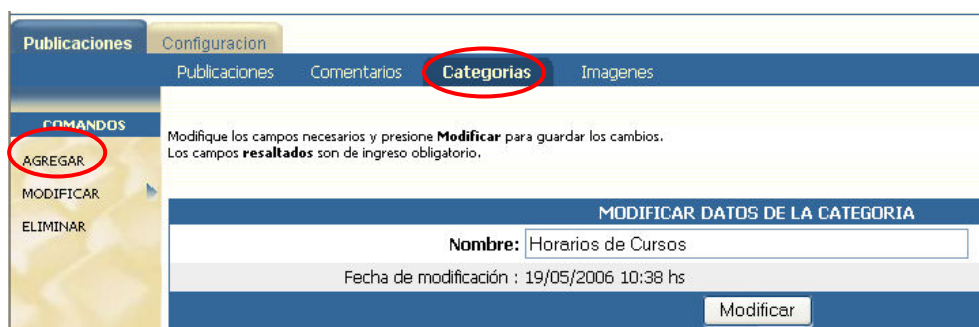 Publicaciones Configuracion
Publicaciones Comentarios Categorias Imagenes
COMANDOS
AGREGAR
MODIFICAR
ELIMINAR
Modifique los campos necesarios y presione Modificar para guardar los cambios.
Los campos resaltados son de ingreso obligatorio.
MODIFICAR DATOS DE LA CATEGORIA
Nombre: Horarios de Cursos
Fecha de modificación : 19/05/2006 10:38 hs
Modificar